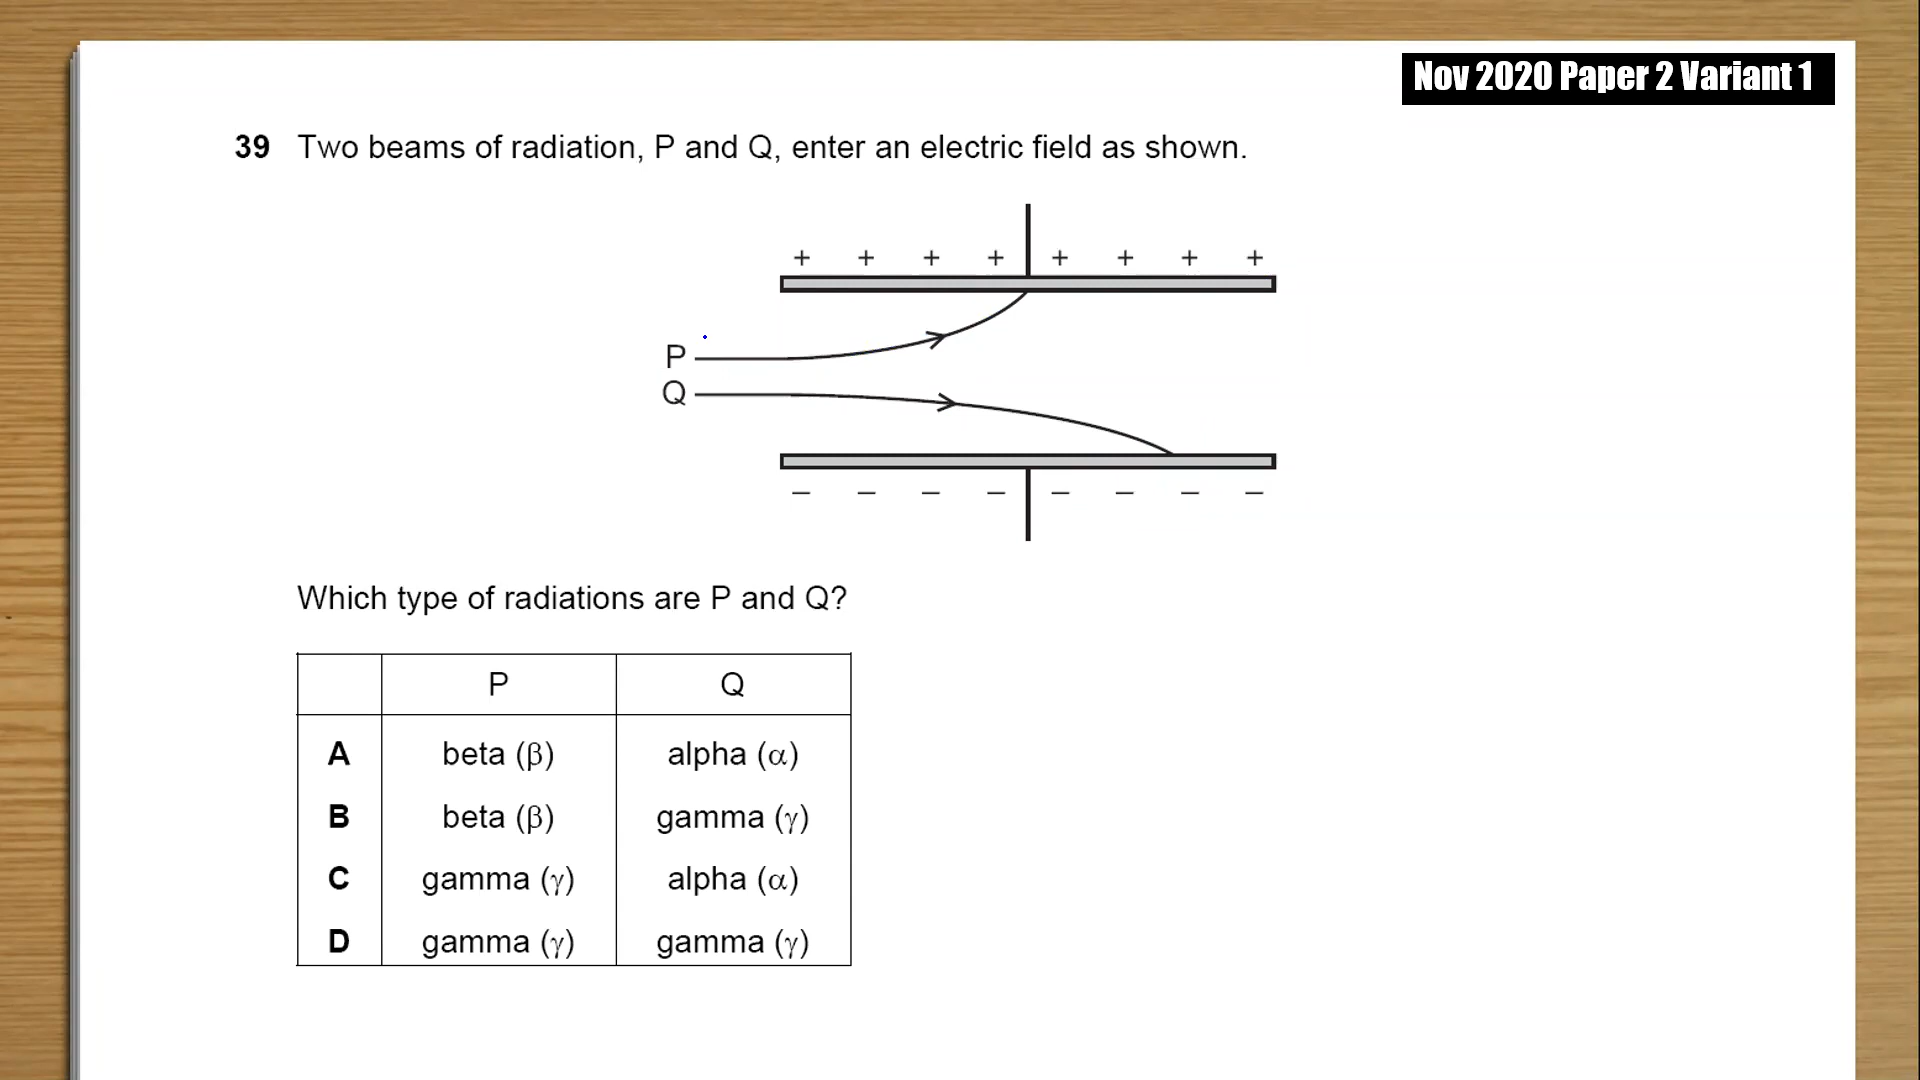 Nov 2020 Paper 2 Variant 1
39 Two beams of radiation, P and Q, enter an electric field as shown.
+ + + + + + + +
P
Q
– – – – – – – –
Which type of radiations are P and Q?
P Q
A beta (β) alpha (α)
B beta (β) gamma (γ)
C gamma (γ) alpha (α)
D gamma (γ) gamma (γ)